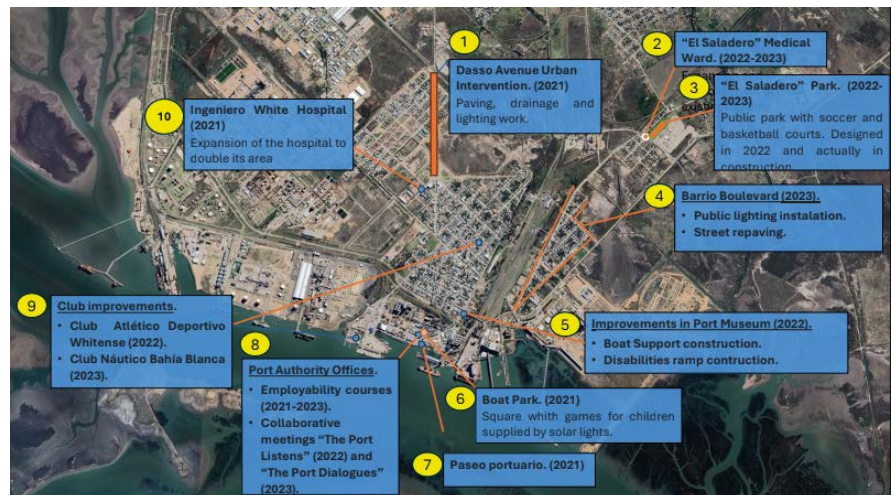 1
Dasso Avenue Urban
Intervention. (2021)
Paving, drainage and
lighting work.
2
“El Saladero” Medical
Ward. (2022-2023)
3
“El Saladero” Park. (2022-
2023)
Public park with soccer and
basketball courts. Designed
in 2022 and actually in
construction
4
Barrio Boulevard (2023).
• Public lighting instalation.
• Street repaving.
5
Improvements in Port Museum (2022).
• Boat Support construction.
• Disabilities ramp contruction.
6
Boat Park. (2021)
Square whith games for children
supplied by solar lights.
7
Paseo portuario. (2021)
8
Port Authority Offices.
• Employability courses
(2021-2023).
• Collaborative
meetings “The Port
Listens” (2022) and
“The Port Dialogues”
(2023).
9
Club improvements.
• Club Atlético Deportivo
Whitense (2022).
• Club Náutico Bahía Blanca
(2023).
10
Ingeniero White Hospital
(2021)
Expansion of the hospital to
double its area